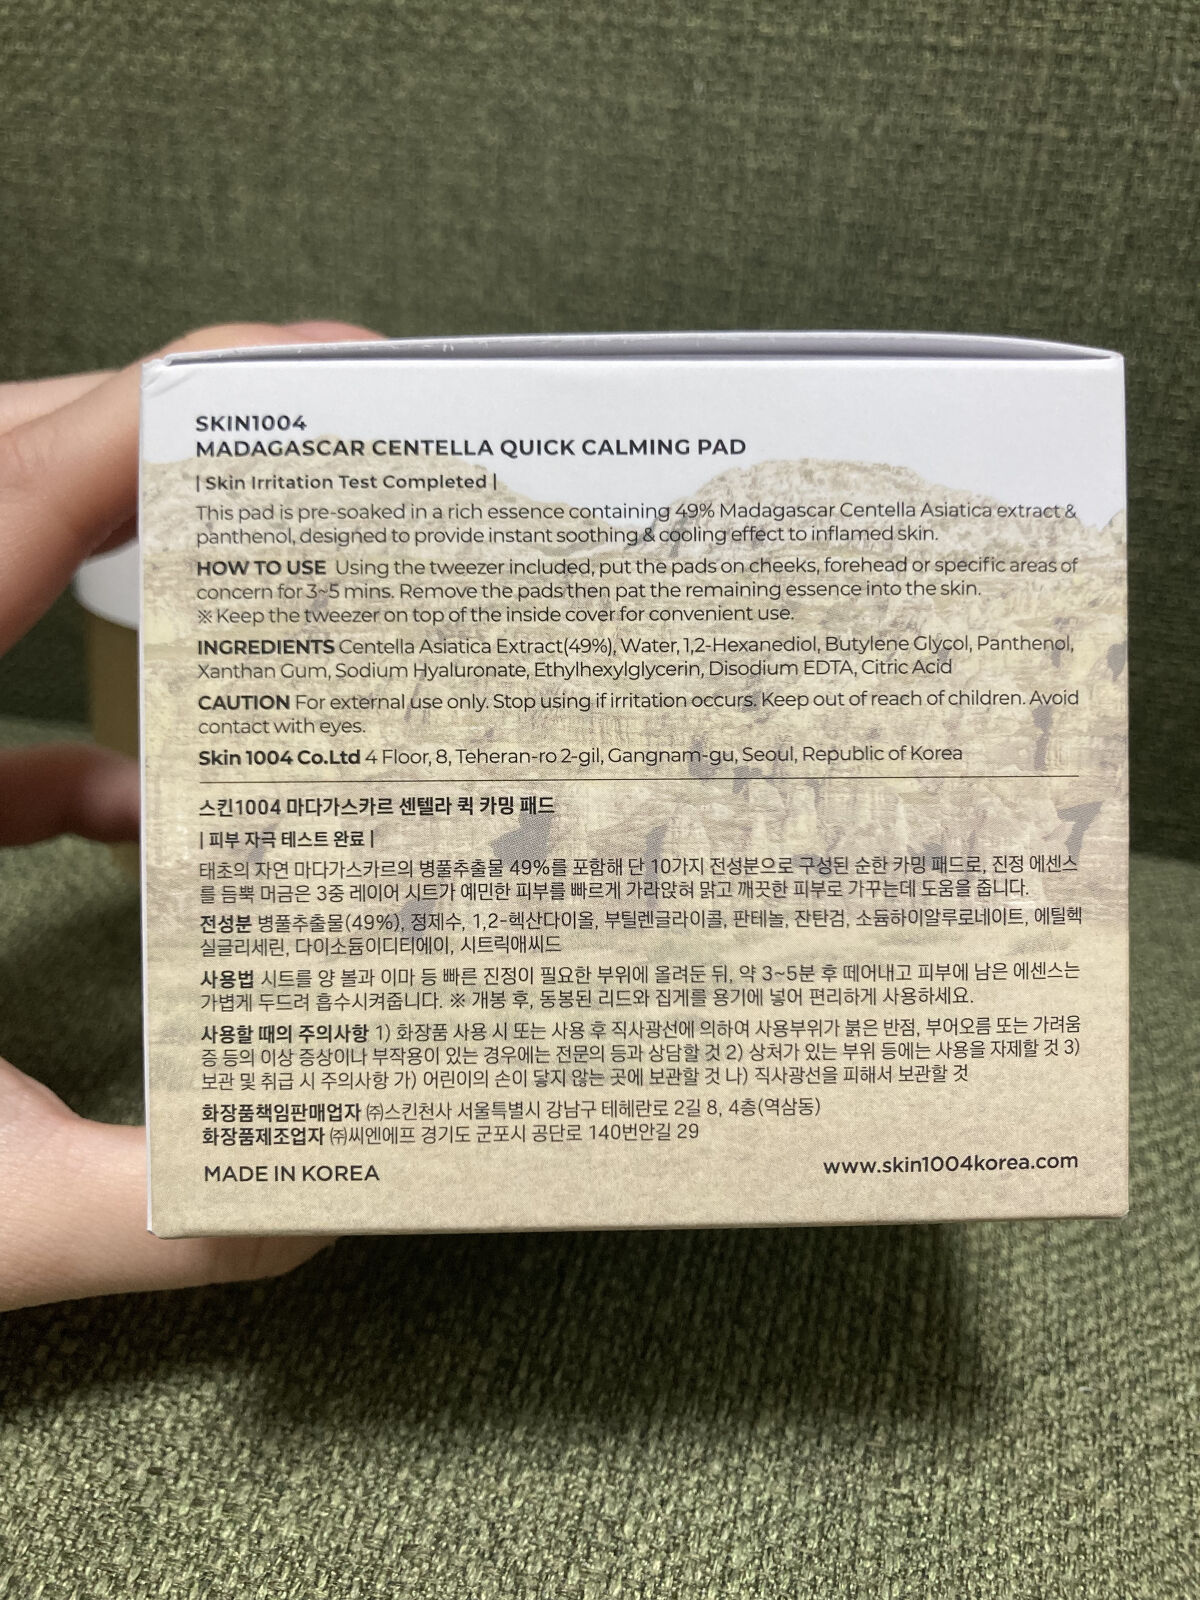 SKIN1004
MADAGASCAR CENTELLA QUICK CALMING PAD
| Skin Irritation Test Completed |
This pad is pre-soaked in a rich essence containing 49% Madagascar Centella Asiatica extract &
panthenol, designed to provide instant soothing & cooling effect to inflamed skin.
HOW TO USE Using the tweezer included, put the pads on cheeks, forehead or specific areas of
concern for 3~5 mins. Remove the pads then pat the remaining essence into the skin.
※ Keep the tweezer on top of the inside cover for convenient use.
INGREDIENTS Centella Asiatica Extract(49%), Water, 1,2-Hexanediol, Butylene Glycol, Panthenol,
Xanthan Gum, Sodium Hyaluronate, Ethylhexylglycerin, Disodium EDTA, Citric Acid
CAUTION For external use only. Stop using if irritation occurs. Keep out of reach of children. Avoid
contact with eyes.
Skin 1004 Co.Ltd 4 Floor, 8, Teheran-ro 2-gil, Gangnam-gu, Seoul, Republic of Korea
스킨1004 마다가스카르 센텔라 퀵 카밍 패드
| 피부 자극 테스트 완료 |
태초의 자연 마다가스카르의 병풀추출물 49%를 포함해 단 10가지 전성분으로 구성된 순한 카밍 패드로, 진정 에센스
를 듬뿍 머금은 3중 레이어 시트가 예민한 피부를 빠르게 가라앉혀 맑고 깨끗한 피부로 가꾸는데 도움을 줍니다.
전성분 병풀추출물(49%), 정제수, 1,2-헥산다이올, 부틸렌글라이콜, 판테놀, 잔탄검, 소듐하이알루로네이트, 에틸헥
실글리세린, 다이소듐이디티에이, 시트릭애씨드
사용법 시트를 양 볼과 이마 등 빠른 진정이 필요한 부위에 올려둔 뒤, 약 3~5분 후 떼어내고 피부에 남은 에센스는
가볍게 두드려 흡수시켜줍니다. ※ 개봉 후, 동봉된 리드와 집게를 용기에 넣어 편리하게 사용하세요.
사용할 때의 주의사항 1) 화장품 사용 시 또는 사용 후 직사광선에 의하여 사용부위가 붉은 반점, 부어오름 또는 가려움
증 등의 이상 증상이나 부작용이 있는 경우에는 전문의 등과 상담할 것 2) 상처가 있는 부위 등에는 사용을 자제할 것 3)
보관 및 취급 시 주의사항 가) 어린이의 손이 닿지 않는 곳에 보관할 것 나) 직사광선을 피해서 보관할 것
화장품책임판매업자 ㈜스킨천사 서울특별시 강남구 테헤란로 2길 8, 4층(역삼동)
화장품제조업자 ㈜씨엔에프 경기도 군포시 공단로 140번안길 29
MADE IN KOREA
www.skin1004korea.com